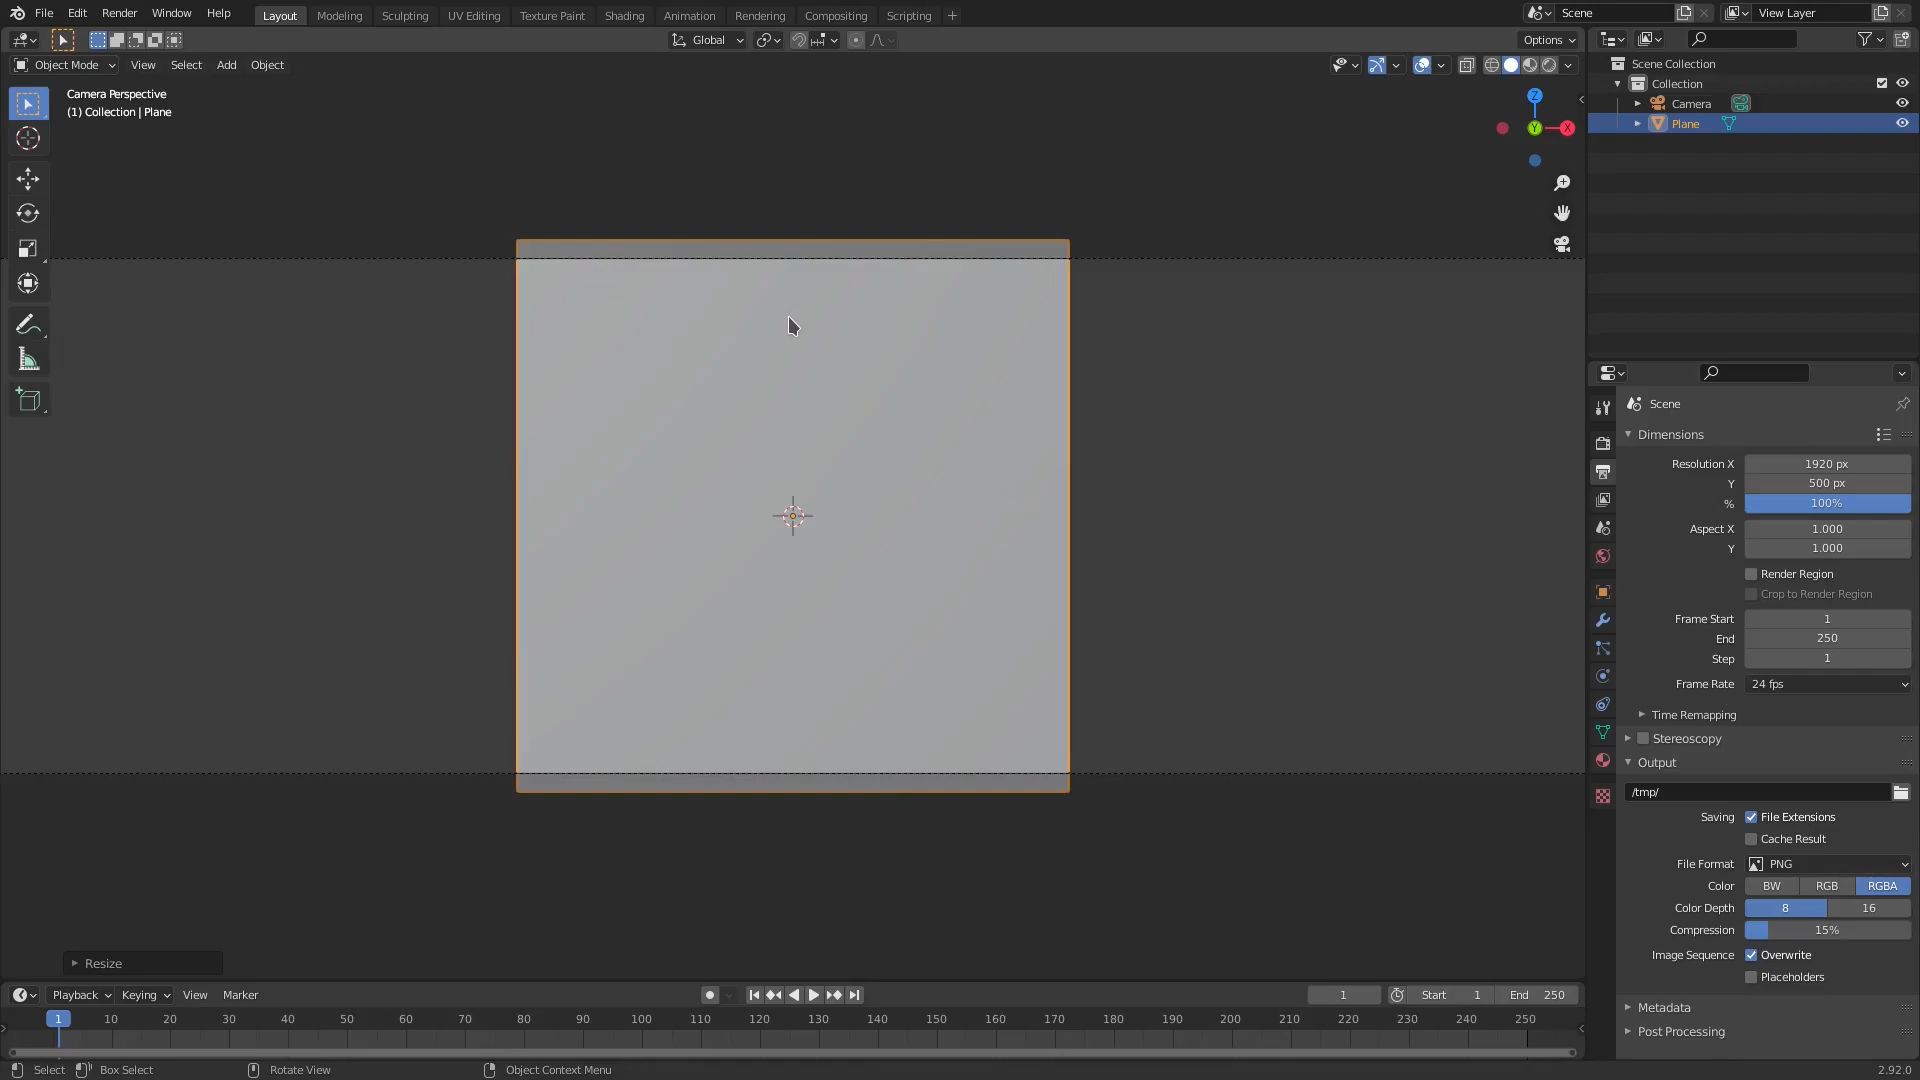 File Edit Render Window Help Layout Modeling Sculpting UV Editing Texture Paint Shading Animation Rendering Compositing Scripting Scene View Layer
Global Options
Object Mode View Select Add Object
Camera Perspective
(1) Collection | Plane
Z
Y
X
Scene Collection
Collection
Camera
Plane
Scene
Dimensions
Resolution X 1920 px
Y 500 px
% 100%
Aspect X 1.000
Y 1.000
Render Region
Crop to Render Region
Frame Start 1
End 250
Step 1
Frame Rate 24 fps
Time Remapping
Stereoscopy
Output
/tmp/
Saving File Extensions
Cache Result
File Format PNG
Color BW RGB RGBA
Color Depth 8 16
Compression 15%
Image Sequence Overwrite
Placeholders
Metadata
Post Processing
Resize
Playback Keying View Marker 1 Start 1 End 250
1 10 20 30 40 50 60 70 80 90 100 110 120 130 140 150 160 170 180 190 200 210 220 230 240 250
Select Box Select Rotate View Object Context Menu 2.92.0